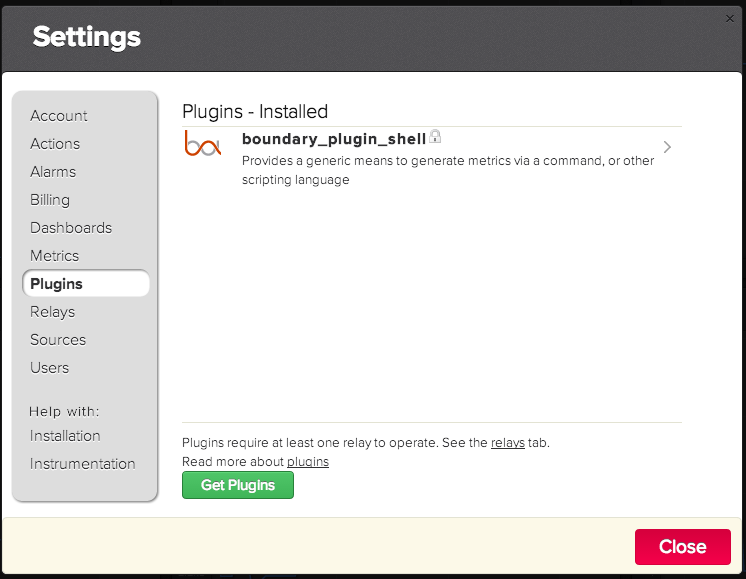 Settings
Account
Actions
Alarms
Billing
Dashboards
Metrics
Plugins
Relays
Sources
Users
Help with:
Installation
Instrumentation
Plugins - Installed
boundary_plugin_shell
Provides a generic means to generate metrics via a command, or other
scripting language
Plugins require at least one relay to operate. See the relays tab.
Read more about plugins
Get Plugins
Close